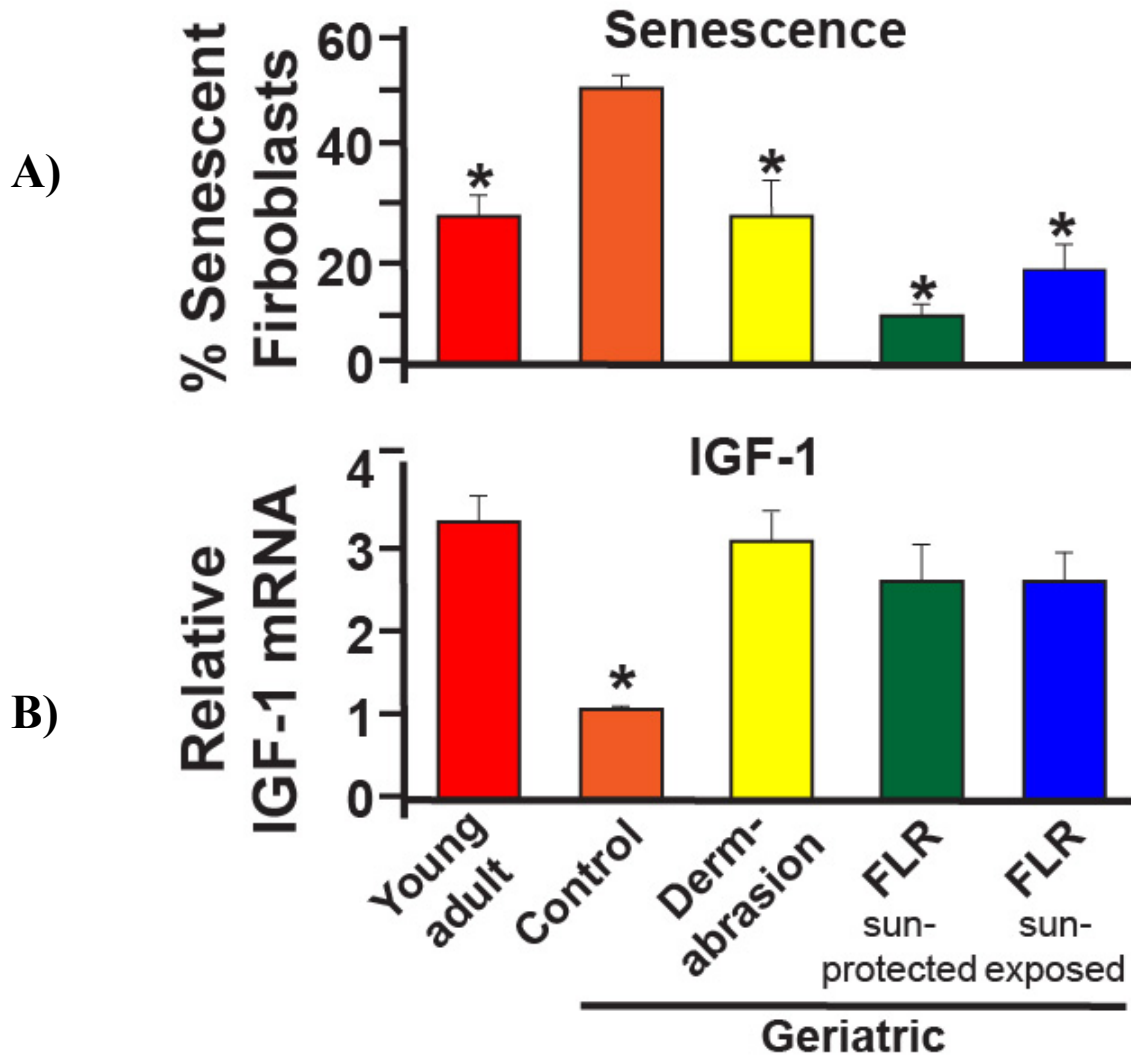 A)
Senescence
% Senescent
Firboblasts
60
40
20
0
*
*
*
*
B)
IGF-1
Relative
IGF-1 mRNA
4
3
2
1
0
*
Young
adult
Control
Derm-
abrasion
FLR
sun-
protected
FLR
sun-
exposed
Geriatric